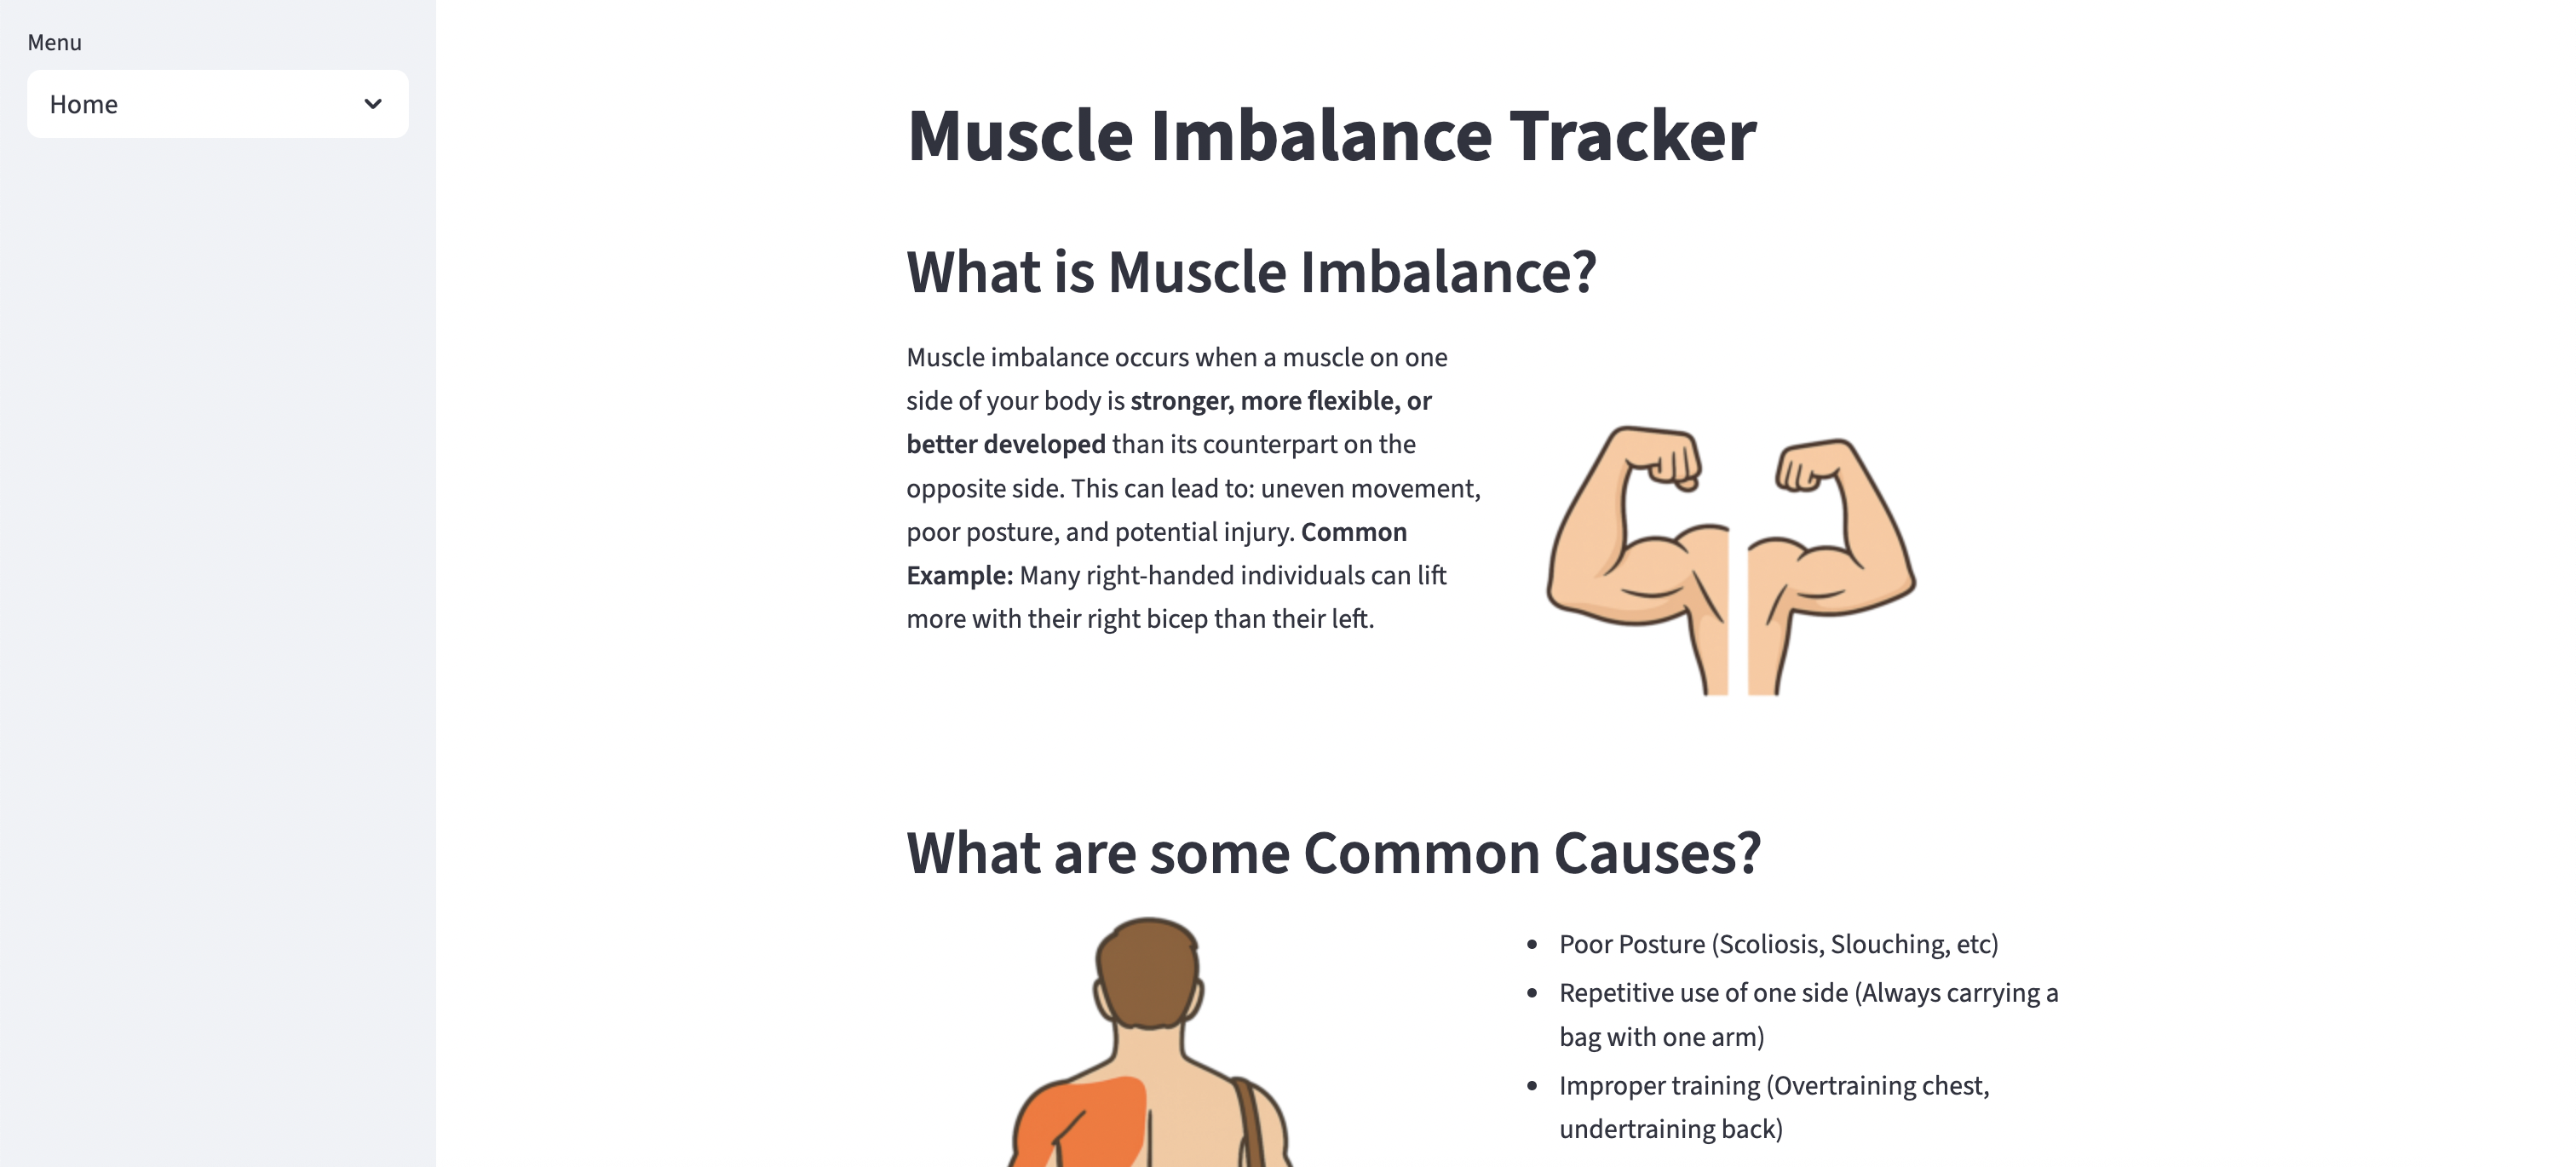 Menu
Home
Muscle Imbalance Tracker
What is Muscle Imbalance?
Muscle imbalance occurs when a muscle on one
side of your body is stronger, more flexible, or
better developed than its counterpart on the
opposite side. This can lead to: uneven movement,
poor posture, and potential injury. Common
Example: Many right-handed individuals can lift
more with their right bicep than their left.
What are some Common Causes?
• Poor Posture (Scoliosis, Slouching, etc)
• Repetitive use of one side (Always carrying a
bag with one arm)
• Improper training (Overtraining chest,
undertraining back)